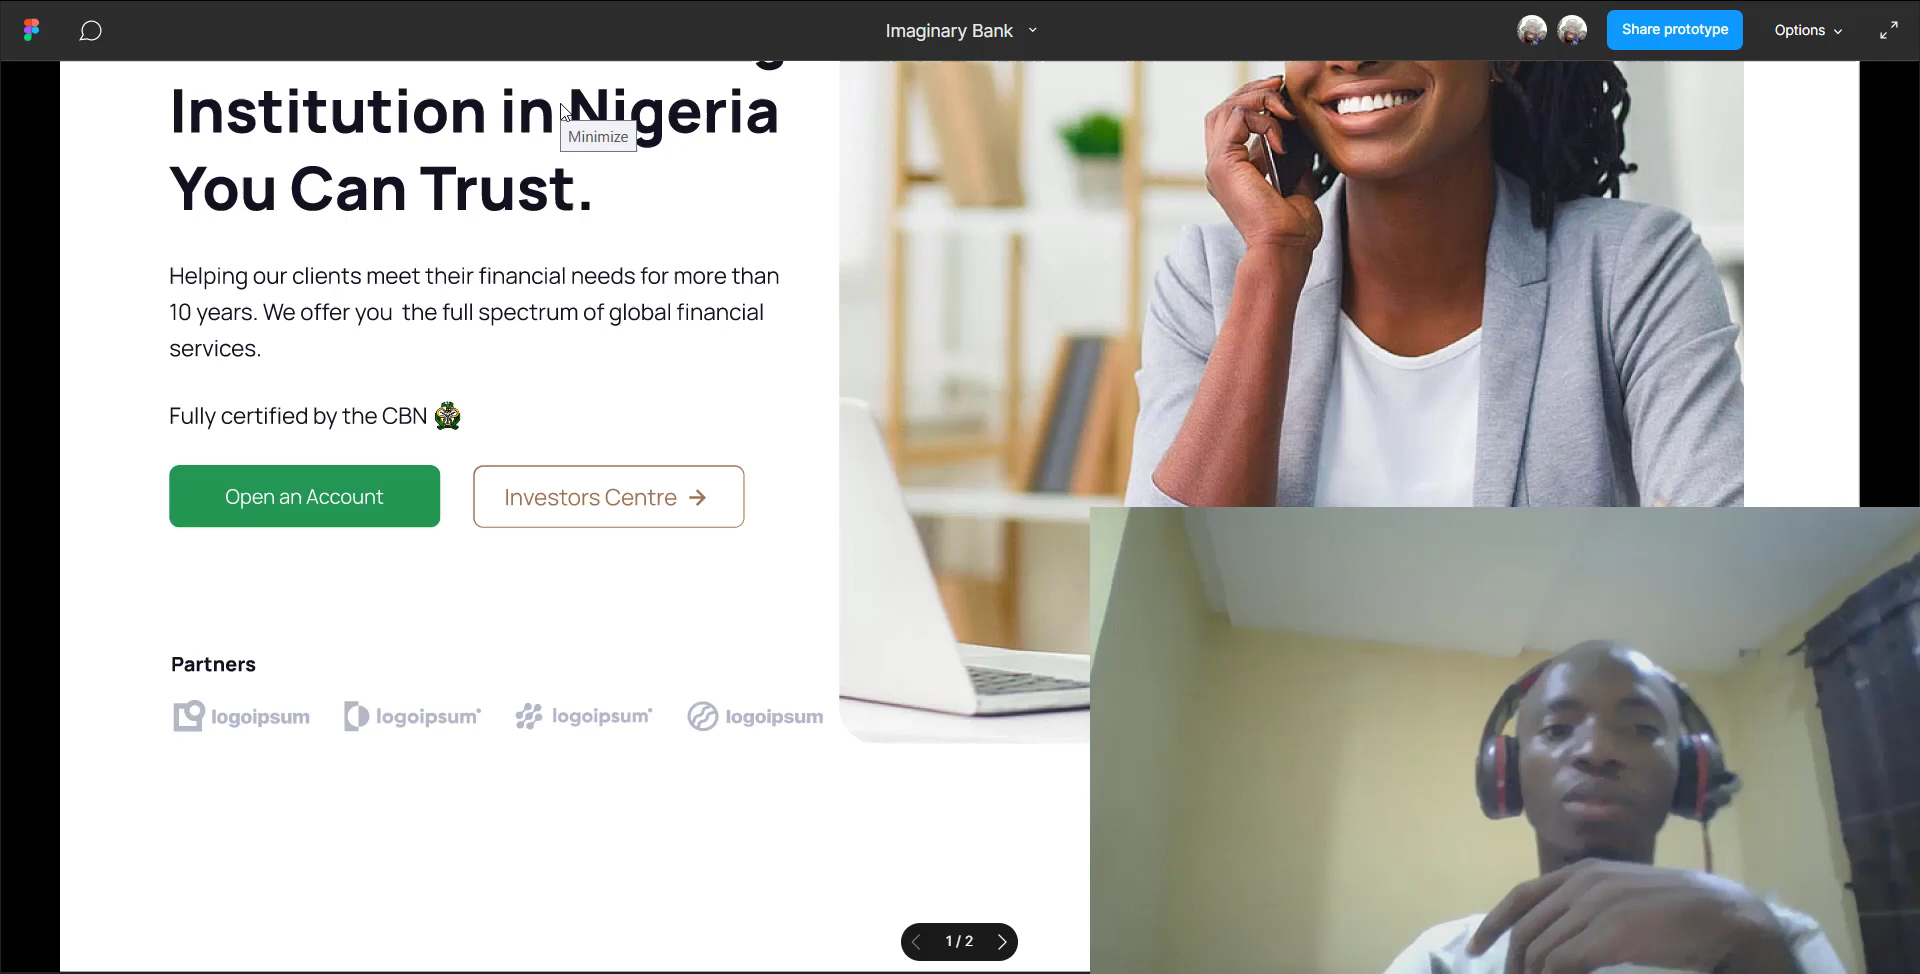 Imaginary Bank
Share prototype
Options
Institution in Nigeria
Minimize
You Can Trust.
Helping our clients meet their financial needs for more than
10 years. We offer you the full spectrum of global financial
services.
Fully certified by the CBN
Open an Account
Investors Centre →
Partners
logoipsum
logoipsum
logoipsum
logoipsum
1 / 2